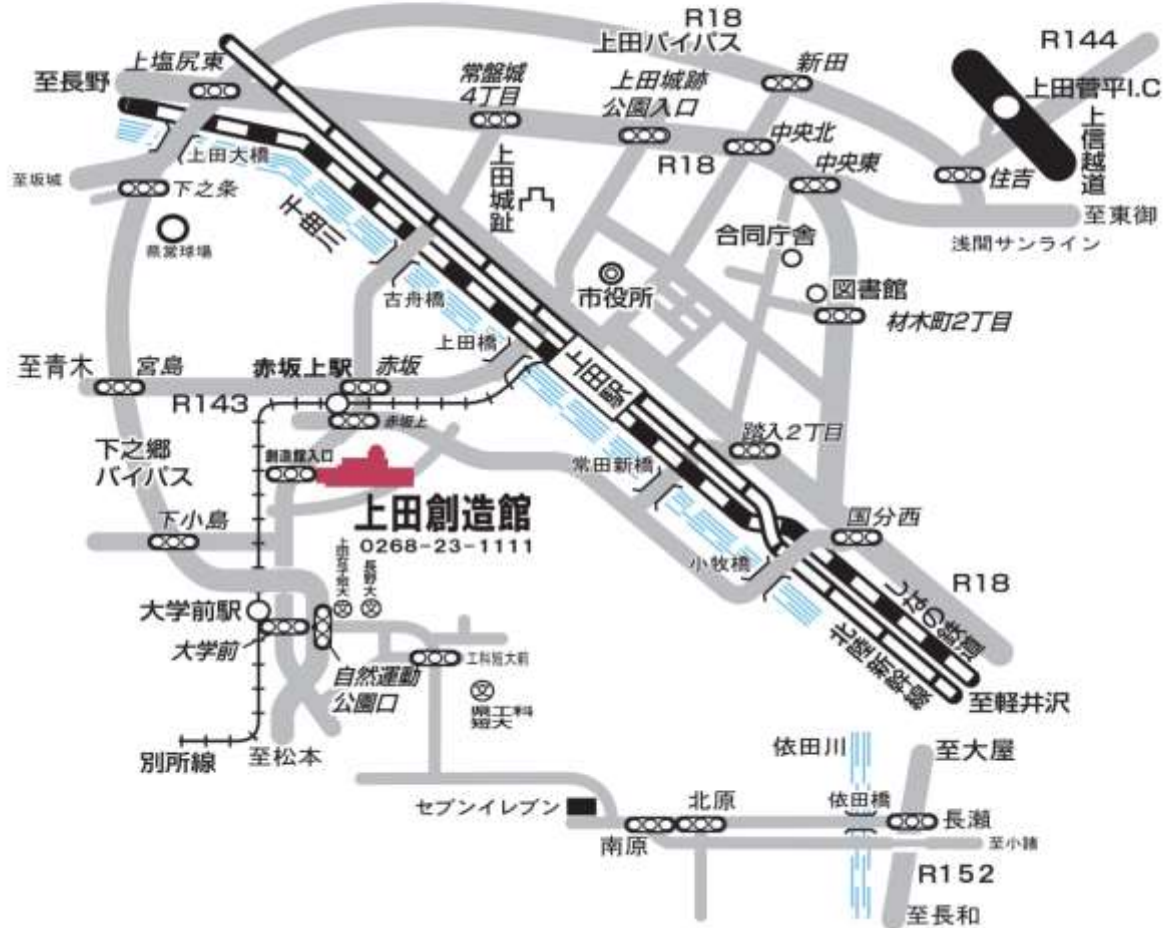 R18
上田バイパス
R144
上塩尻東
常盤城
4丁目
上田城跡
公園入口
新田
上田菅平I.C
至長野
上信越道
上田大橋
R18
中央北
中央東
住吉
至坂城
下之条
上田城趾
至東御
千曲川
県営球場
合同庁舎
浅間サンライン
古舟橋
市役所
図書館
材木町2丁目
上田橋
上田駅
至青木
宮島
赤坂上駅
赤坂
R143
赤坂上
踏入2丁目
下之郷
バイパス
創造館入口
常田新橋
上田創造館
0268-23-1111
下小島
国分西
小牧橋
上田女子短大
長野大
R18
しなの鉄道
大学前駅
大学前
工科短大前
北陸新幹線
自然運動
公園口
県工科
短大
至軽井沢
別所線
至松本
依田川
至大屋
セブンイレブン
北原
依田橋
長瀬
南原
至小諸
R152
至長和